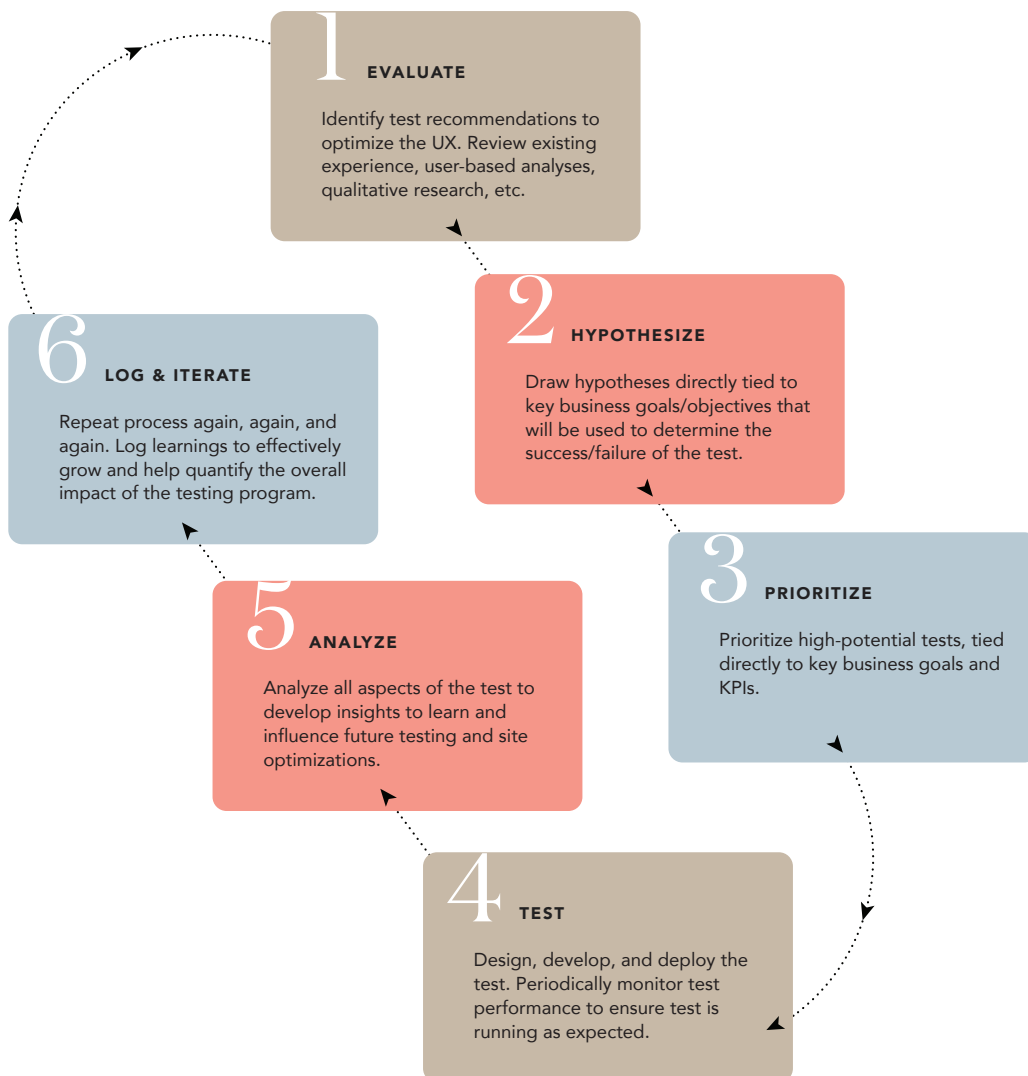 1
EVALUATE
Identify test recommendations to
optimize the UX. Review existing
experience, user-based analyses,
qualitative research, etc.
2
HYPOTHESIZE
Draw hypotheses directly tied to
key business goals/objectives that
will be used to determine the
success/failure of the test.
3
PRIORITIZE
Prioritize high-potential tests, tied
directly to key business goals and
KPIs.
4
TEST
Design, develop, and deploy the
test. Periodically monitor test
performance to ensure test is
running as expected.
5
ANALYZE
Analyze all aspects of the test to
develop insights to learn and
influence future testing and site
optimizations.
6
LOG & ITERATE
Repeat process again, again, and
again. Log learnings to effectively
grow and help quantify the overall
impact of the testing program.